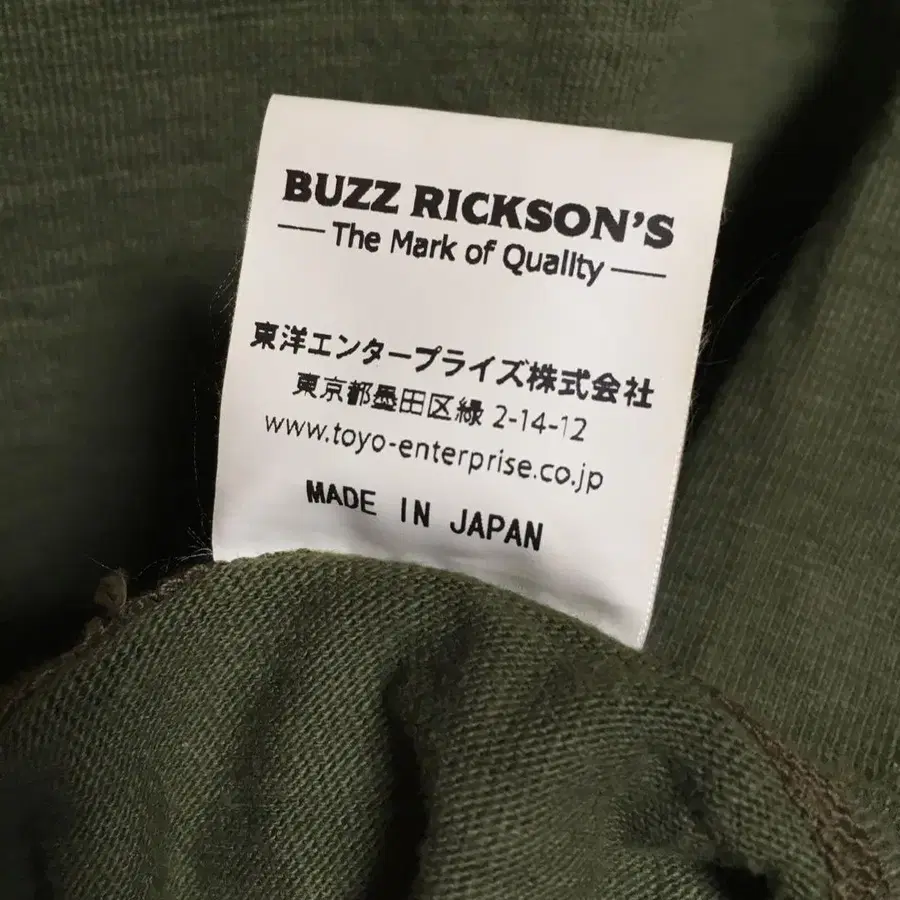 BUZZ RICKSON'S
The Mark of Quality
東洋エンタープライズ株式会社
東京都墨田区緑 2-14-12
www.toyo-enterprise.co.jp
MADE IN JAPAN